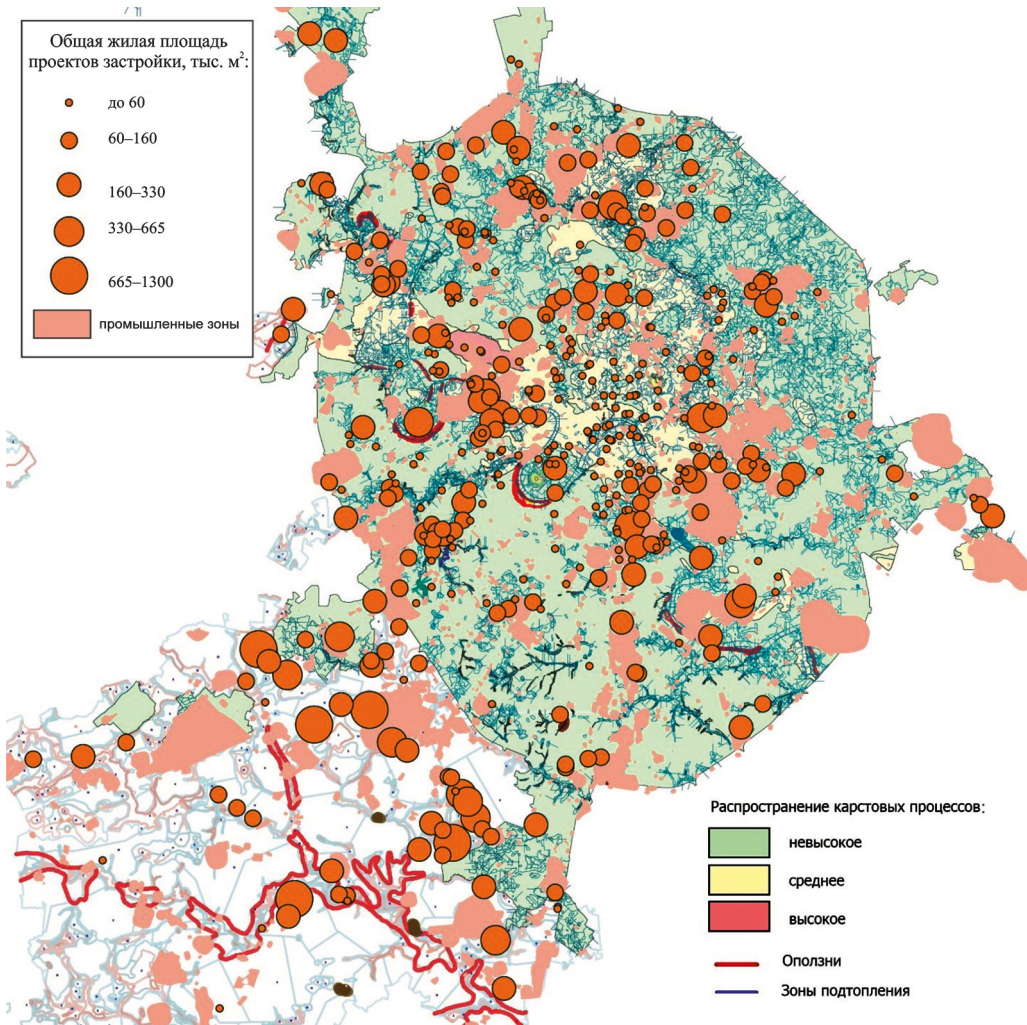 Общая жилая площадь
проектов застройки, тыс. м²:
до 60
60–160
160–330
330–665
665–1300
промышленные зоны
Распространение карстовых процессов:
невысокое
среднее
высокое
Оползни
Зоны подтопления